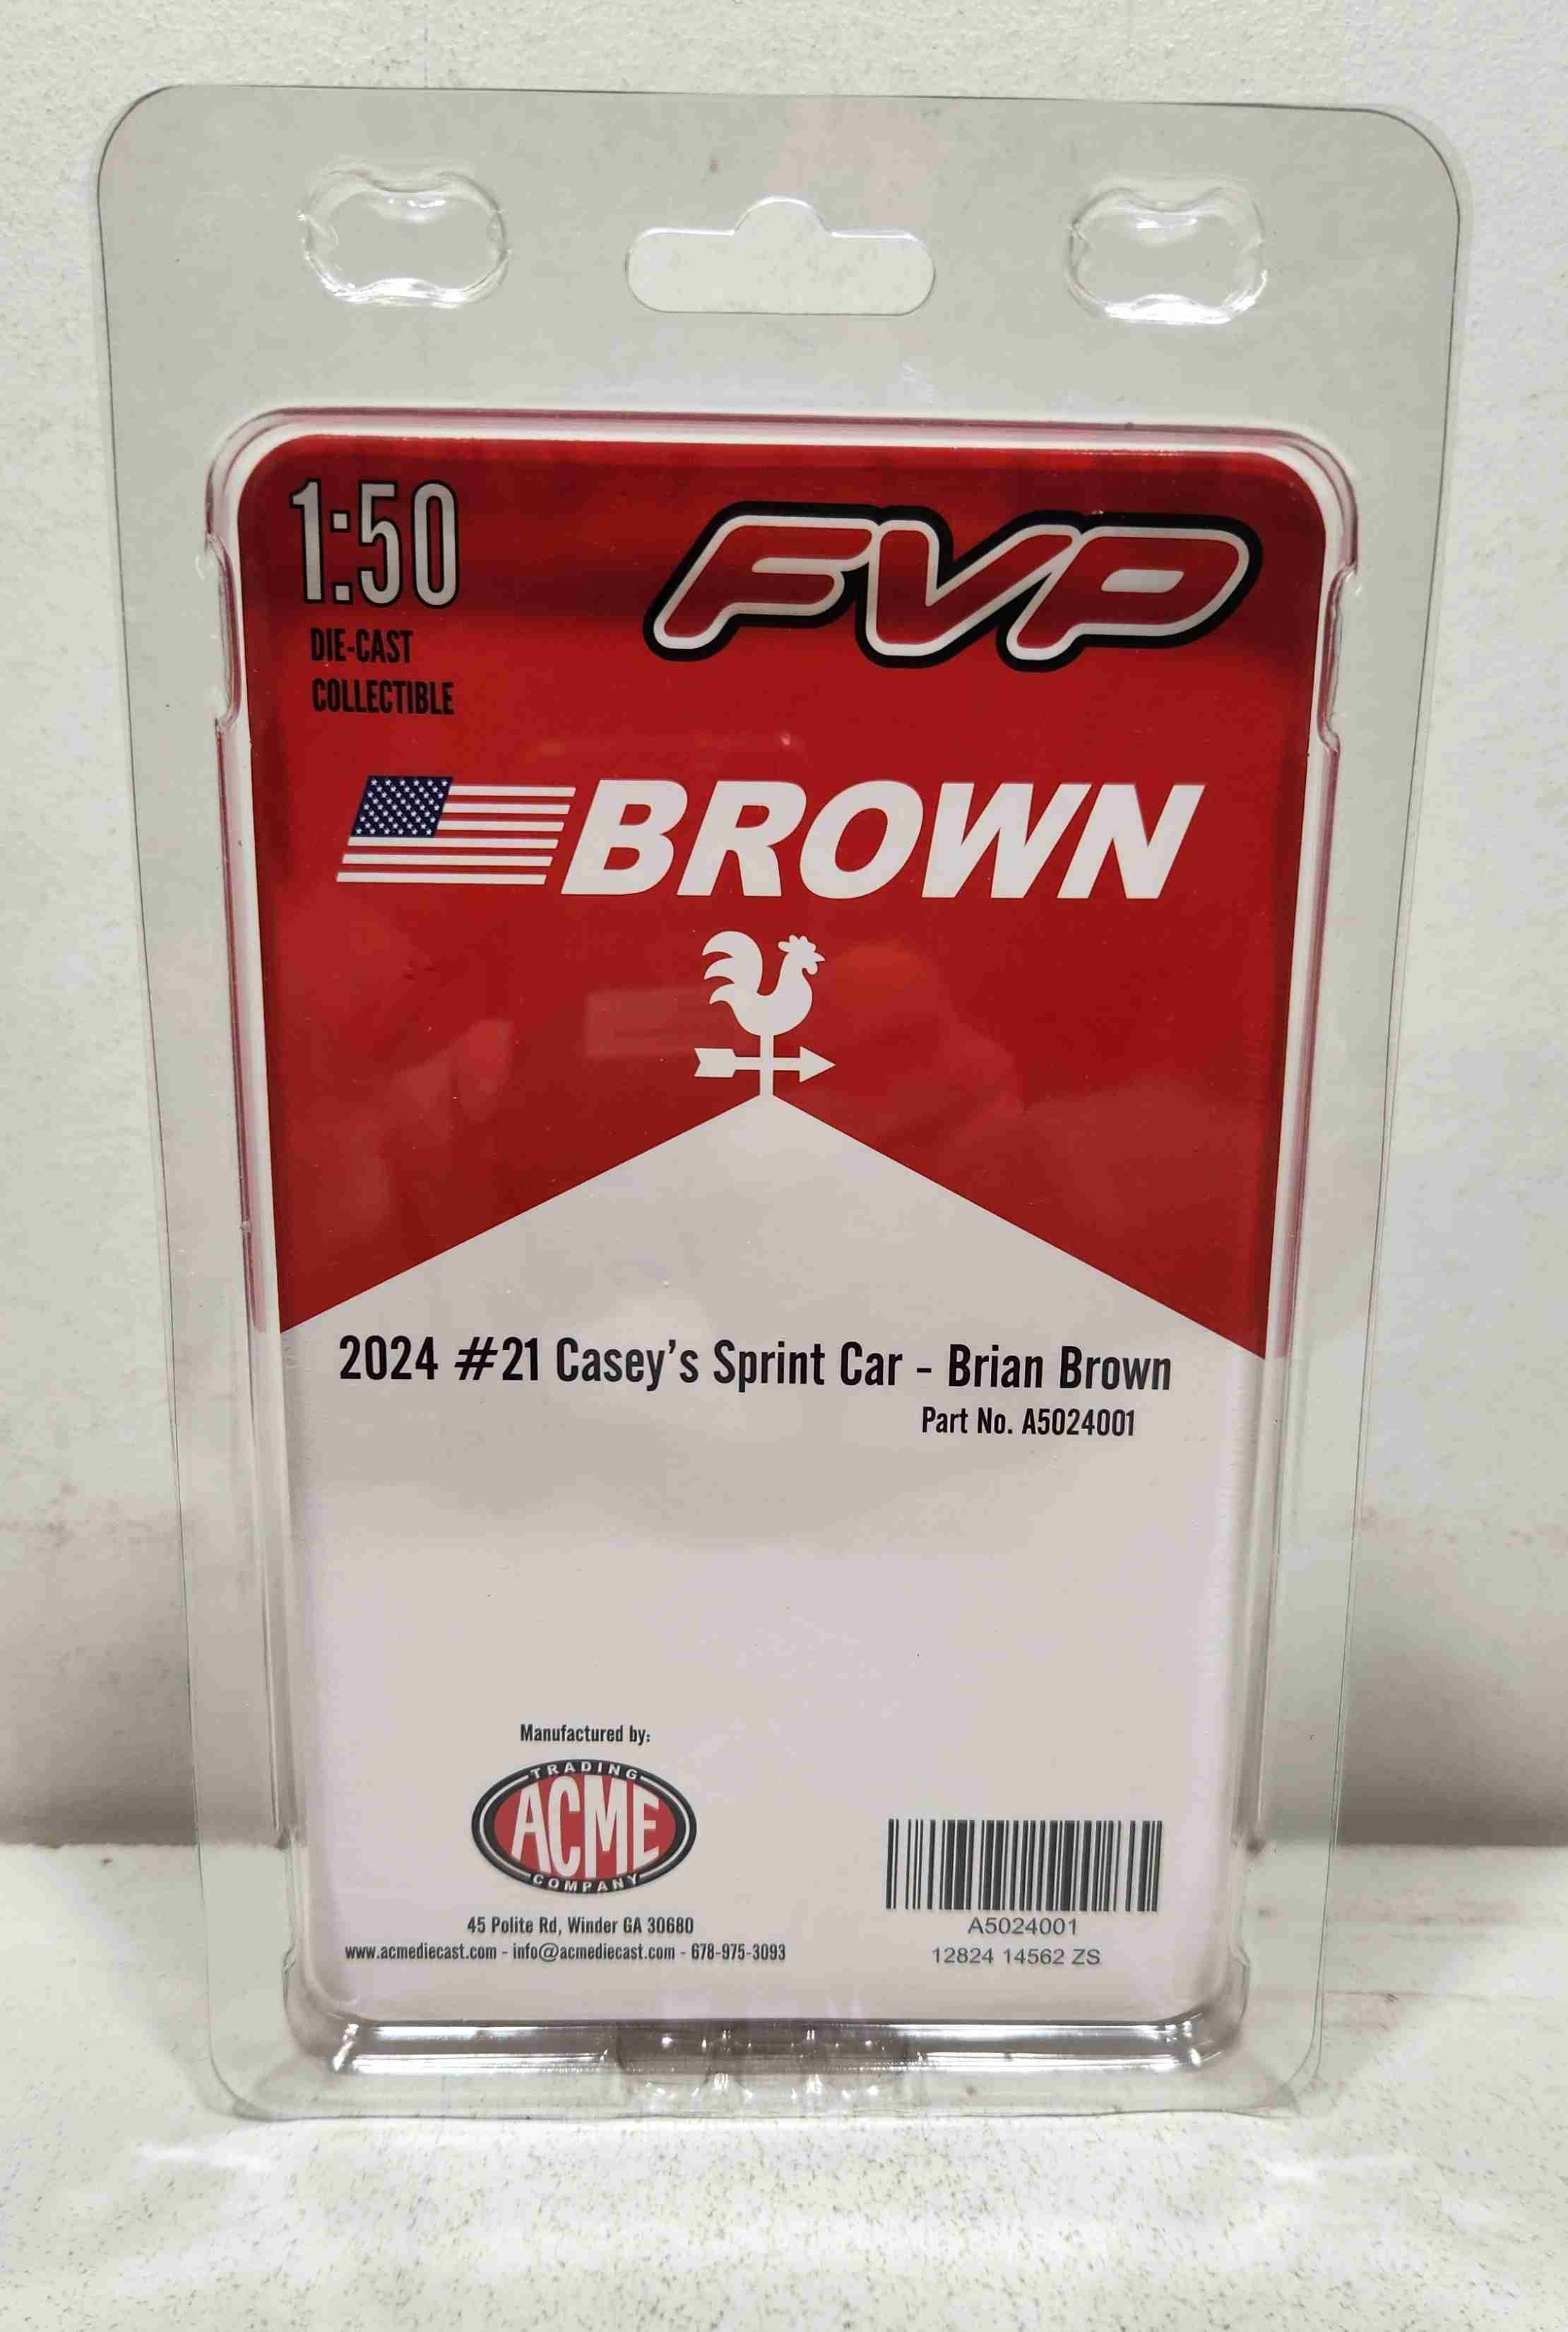 1:50
DIE-CAST
COLLECTIBLE
FVP
BROWN
2024 #21 Casey's Sprint Car - Brian Brown
Part No. A5024001
Manufactured by:
TRADING
ACME
COMPANY
45 Polite Rd, Winder GA 30680
www.acmediecast.com - info@acmediecast.com - 678-975-3093
A5024001
12824 14562 ZS